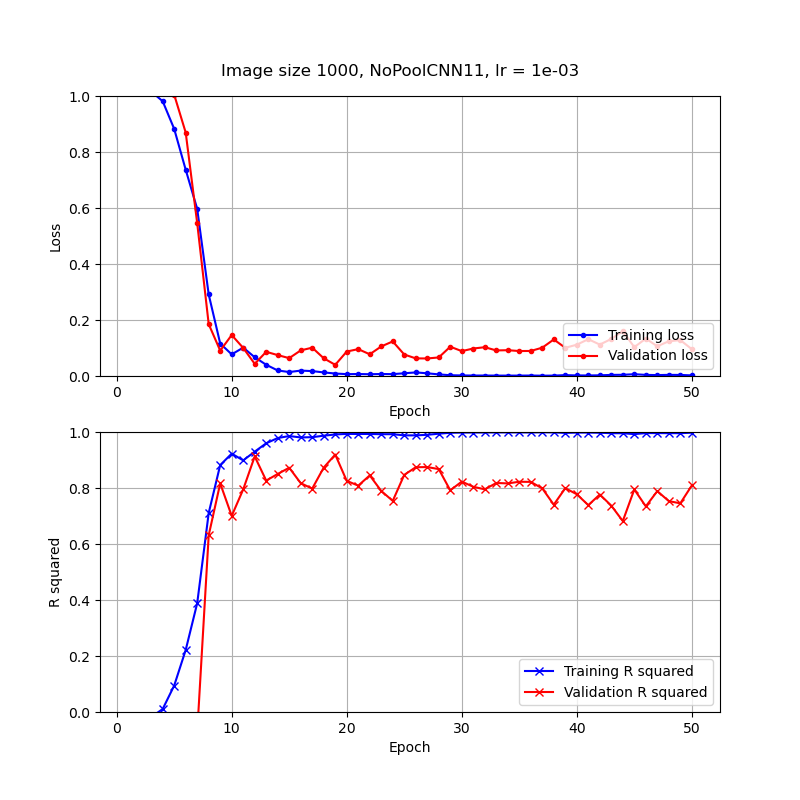 Image size 1000, NoPoolCNN11, lr = 1e-03
1.0
0.8
0.6
0.4
0.2
0.0
Loss
Training loss
Validation loss
0 10 20 30 40 50
Epoch
1.0
0.8
0.6
0.4
0.2
0.0
R squared
Training R squared
Validation R squared
0 10 20 30 40 50
Epoch